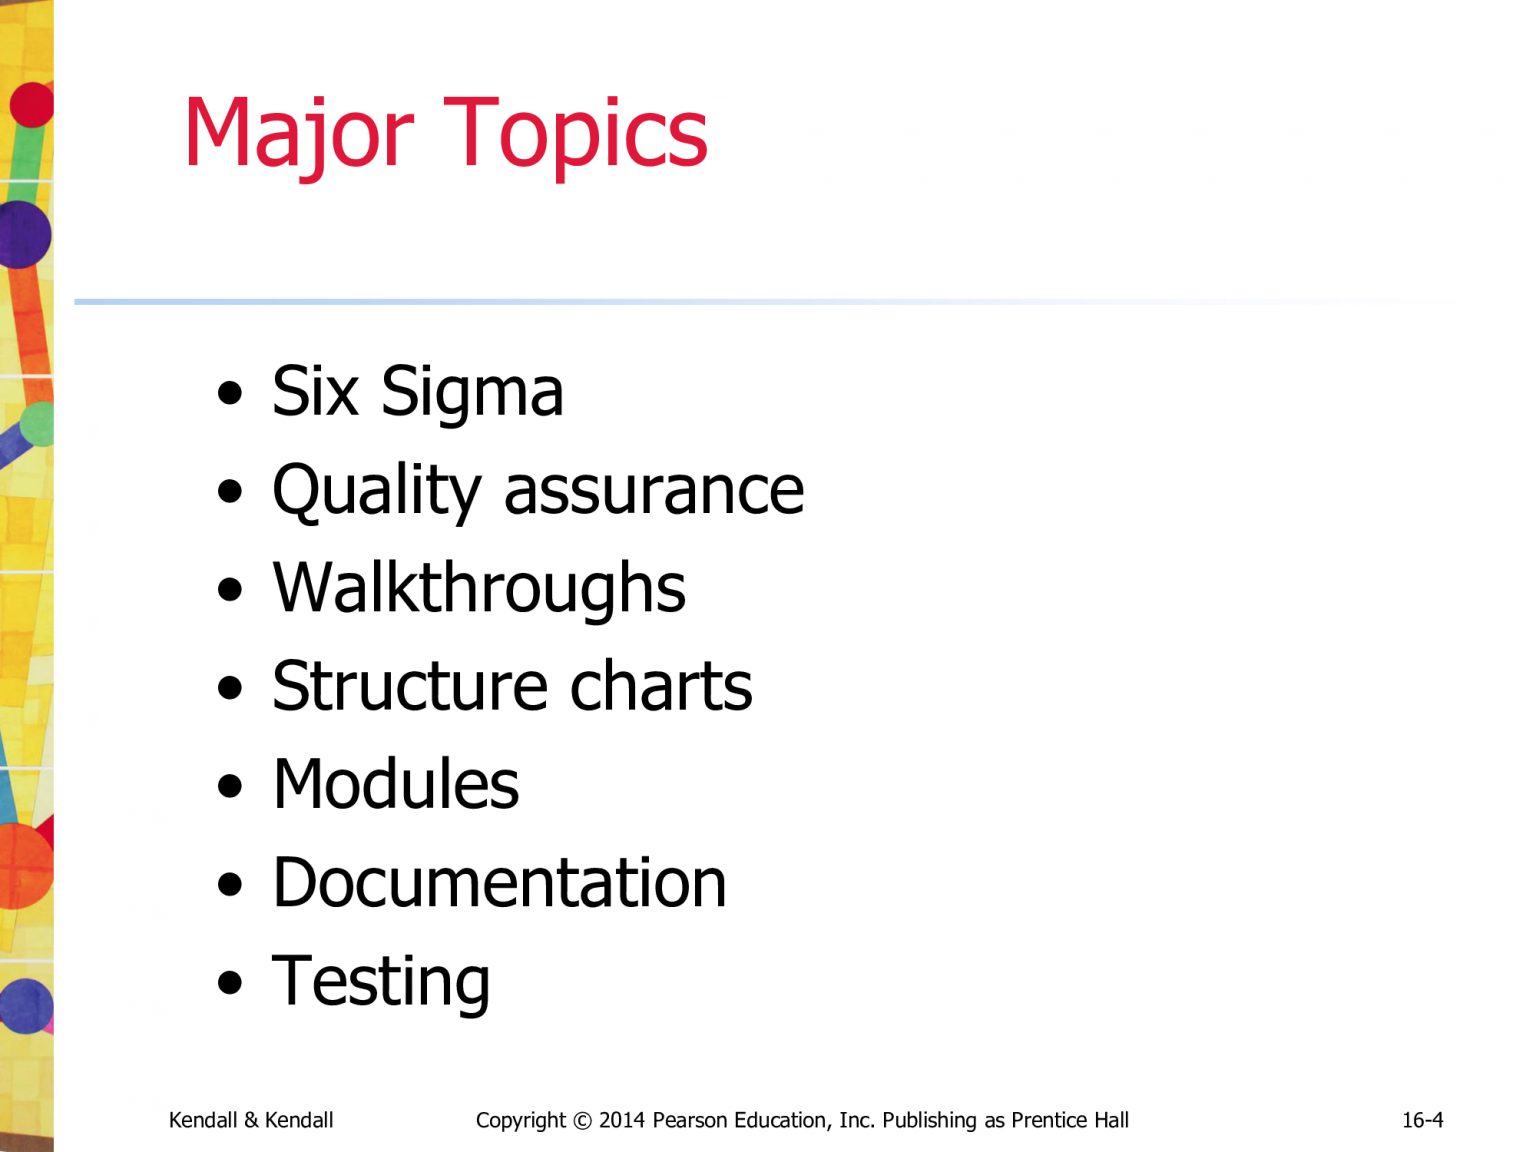 Major Topics
• Six Sigma
• Quality assurance
• Walkthroughs
• Structure charts
• Modules
• Documentation
• Testing
Kendall & Kendall Copyright © 2014 Pearson Education, Inc. Publishing as Prentice Hall 16-4